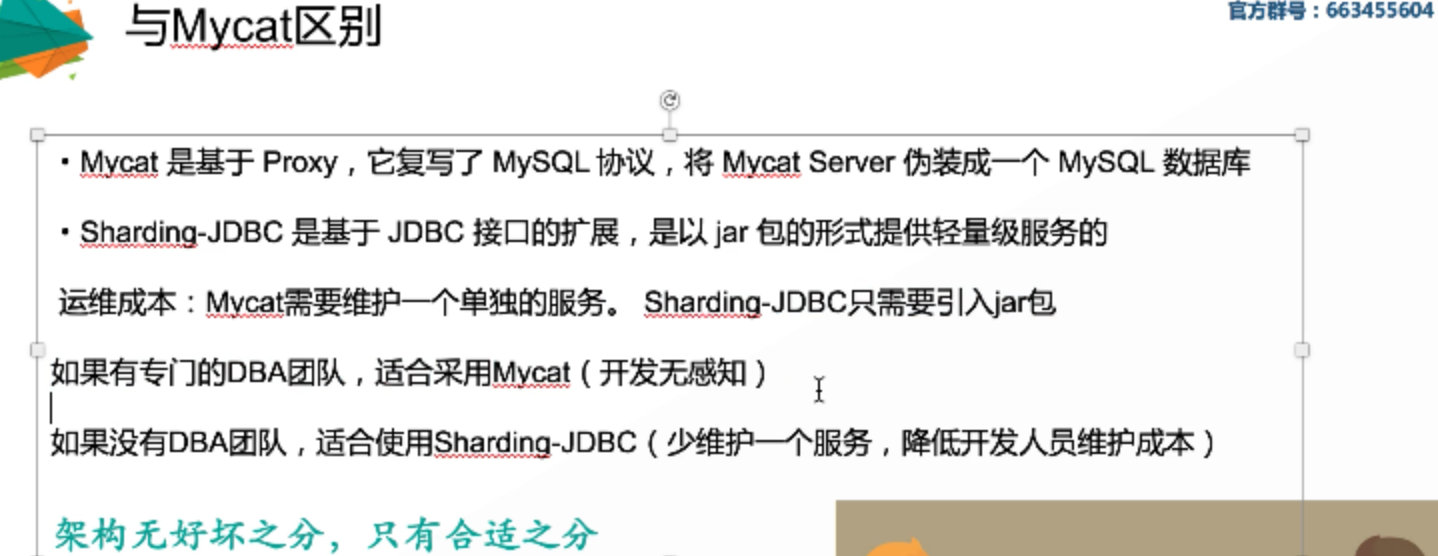 与Mycat区别
官方群号：663455604
・Mycat 是基于 Proxy，它复写了 MySQL 协议，将 Mycat Server 伪装成一个 MySQL 数据库
・Sharding-JDBC 是基于 JDBC 接口的扩展，是以 jar 包的形式提供轻量级服务的
运维成本：Mycat需要维护一个单独的服务。 Sharding-JDBC只需要引入jar包
如果有专门的DBA团队，适合采用Mycat（开发无感知）
如果没有DBA团队，适合使用Sharding-JDBC（少维护一个服务，降低开发人员维护成本）
架构无好坏之分，只有合适之分